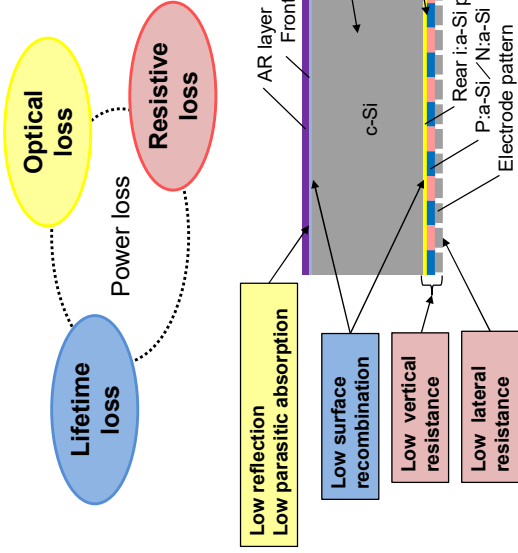 Optical
loss
Lifetime
loss
Resistive
loss
Power loss
Low reflection
Low parasitic absorption
Low surface
recombination
Low vertical
resistance
Low lateral
resistance
AR layer
Front
c-Si
Rear i:a-Si p
P:a-Si／N:a-Si
Electrode pattern